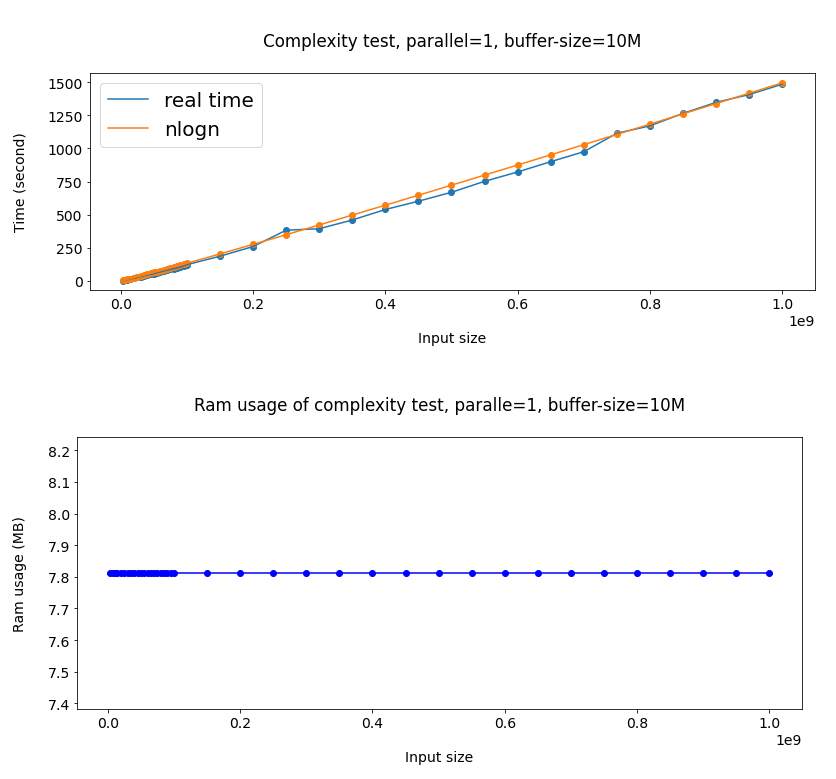 Complexity test, parallel=1, buffer-size=10M
real time
nlogn
Time (second)
1500
1250
1000
750
500
250
0
0.0 0.2 0.4 0.6 0.8 1.0
1e9
Input size
Ram usage of complexity test, paralle=1, buffer-size=10M
Ram usage (MB)
8.2
8.1
8.0
7.9
7.8
7.7
7.6
7.5
7.4
0.0 0.2 0.4 0.6 0.8 1.0
1e9
Input size